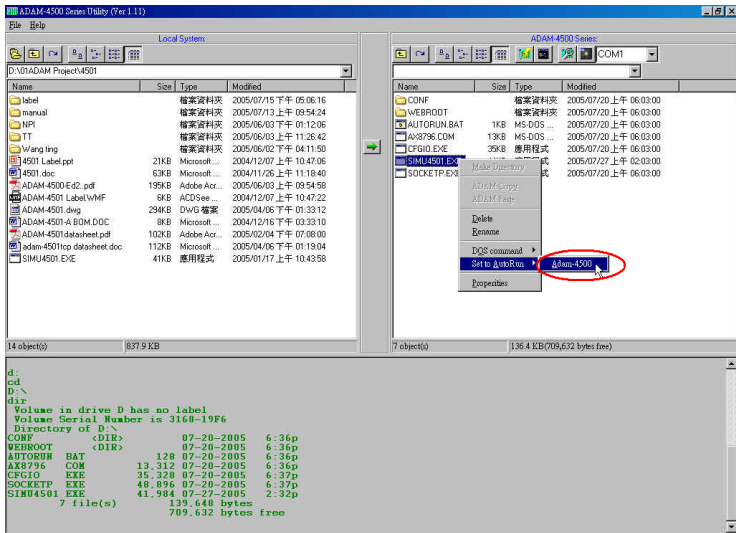 ADAM-4500 Series Utility (Ver 1.11)
File Help
Local System:
D:\01ADAM Project\4501
Name Size Type Modified
label 檔案資料夾 2005/07/15 下午 05:06:16
manual 檔案資料夾 2005/07/13 上午 09:54:24
NPI 檔案資料夾 2005/06/03 下午 01:12:06
TT 檔案資料夾 2005/06/03 上午 11:26:42
Wang ting 檔案資料夾 2005/06/02 下午 04:11:50
4501 Label.ppt 21KB Microsoft ... 2004/12/07 上午 10:47:06
4501.doc 63KB Microsoft ... 2004/11/26 上午 11:18:40
ADAM-4500-Ed2..pdf 195KB Adobe Acr... 2005/06/03 上午 09:54:58
ADAM-4501 Label.WMF 6KB ACDSee ... 2004/12/07 上午 10:47:22
ADAM-4501.dwg 294KB DWG 檔案 2005/04/06 下午 01:33:12
ADAM-4501-A BOM.DOC 8KB Microsoft ... 2004/12/16 下午 03:33:10
ADAM-4501datasheet.pdf 102KB Adobe Acr... 2005/02/04 下午 07:08:00
adam-4501tcp datasheet.doc 112KB Microsoft ... 2005/04/06 下午 01:19:04
SIMU4501.EXE 41KB 應用程式 2005/01/17 上午 10:43:58
14 object(s) 837.9 KB
ADAM-4500 Series:
COM1
Name Size Type Modified
CONF 檔案資料夾 2005/07/20 上午 06:03:00
WEBROOT 檔案資料夾 2005/07/20 上午 06:03:00
AUTORUN.BAT 1KB MS-DOS ... 2005/07/20 上午 06:03:00
AX8796.COM 13KB MS-DOS ... 2005/07/20 上午 06:03:00
CFGIO.EXE 35KB 應用程式 2005/07/20 上午 06:03:00
SIMU4501.EXE 2005/07/27 上午 02:03:00
SOCKETP.EXE 2005/07/20 上午 06:03:00
Make Directory
ADAM Copy
ADAM Paste
Delete
Rename
DOS command
Set to AutoRun
Adam-4500
Properties
7 object(s) 136.4 KB(709,632 bytes free)
d:
cd
D:\
dir
Volume in drive D has no label
Volume Serial Number is 3168-19F6
Directory of D:\
CONF <DIR> 07-20-2005 6:36p
WEBROOT <DIR> 07-20-2005 6:36p
AUTORUN BAT 128 07-20-2005 6:36p
AX8796 COM 13,312 07-20-2005 6:36p
CFGIO EXE 35,328 07-20-2005 6:37p
SOCKETP EXE 48,896 07-20-2005 6:37p
SIMU4501 EXE 41,984 07-27-2005 2:32p
7 file(s) 139,648 bytes
709,632 bytes free